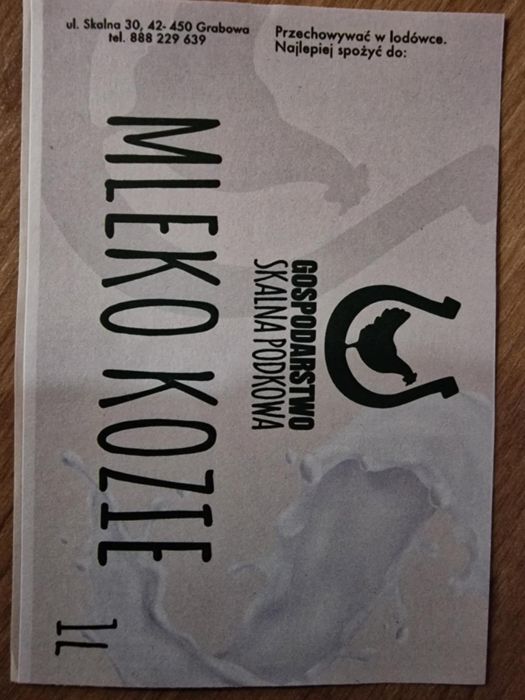 ul. Skalna 30, 42- 450 Grabowa
tel. 888 229 639
Przechowywać w lodówce.
Najlepiej spożyć do:
GOSPODARSTWO
SKALNA PODKOWA
MLEKO KOZIE
1L